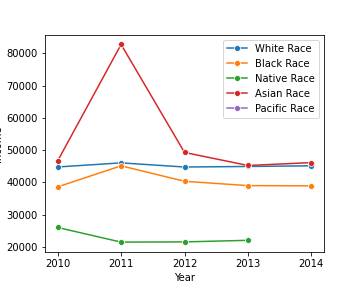 80000
70000
60000
50000
40000
30000
20000
2010
2011
2012
2013
2014
Year
White Race
Black Race
Native Race
Asian Race
Pacific Race